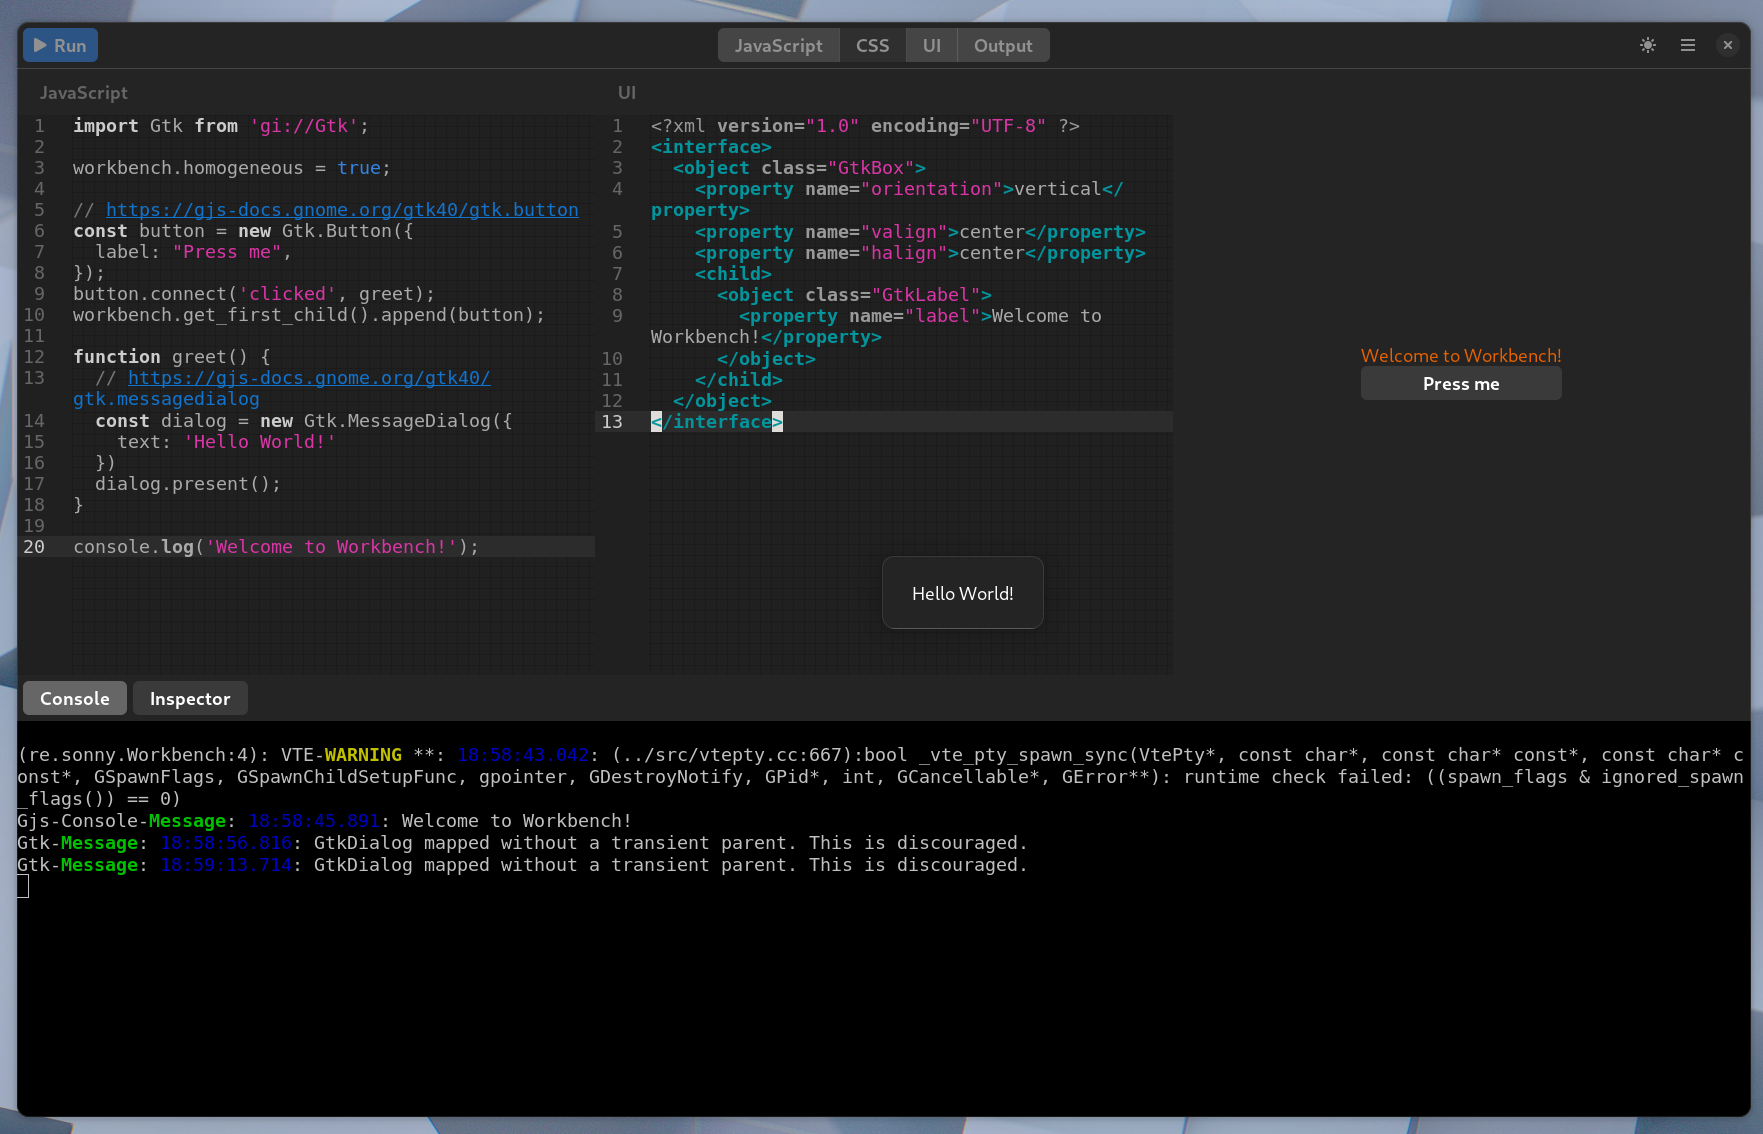 Run
JavaScript CSS UI Output
JavaScript
1 import Gtk from 'gi://Gtk';
2
3 workbench.homogeneous = true;
4
5 // https://gjs-docs.gnome.org/gtk40/gtk.button
6 const button = new Gtk.Button({
7   label: "Press me",
8 });
9 button.connect('clicked', greet);
10 workbench.get_first_child().append(button);
11
12 function greet() {
13   // https://gjs-docs.gnome.org/gtk40/
gtk.messagedialog
14   const dialog = new Gtk.MessageDialog({
15     text: 'Hello World!'
16   })
17   dialog.present();
18 }
19
20 console.log('Welcome to Workbench!');
UI
1 <?xml version="1.0" encoding="UTF-8" ?>
2 <interface>
3   <object class="GtkBox">
4     <property name="orientation">vertical</
property>
5     <property name="valign">center</property>
6     <property name="halign">center</property>
7     <child>
8       <object class="GtkLabel">
9         <property name="label">Welcome to
Workbench!</property>
10       </object>
11     </child>
12   </object>
13 </interface>
Welcome to Workbench!
Press me
Hello World!
Console Inspector
(re.sonny.Workbench:4): VTE-WARNING **: 18:58:43.042: (../src/vtepty.cc:667):bool _vte_pty_spawn_sync(VtePty*, const char*, const char* const*, const char* c
onst*, GSpawnFlags, GSpawnChildSetupFunc, gpointer, GDestroyNotify, GPid*, int, GCancellable*, GError**): runtime check failed: ((spawn_flags & ignored_spawn
_flags()) == 0)
Gjs-Console-Message: 18:58:45.891: Welcome to Workbench!
Gtk-Message: 18:58:56.816: GtkDialog mapped without a transient parent. This is discouraged.
Gtk-Message: 18:59:13.714: GtkDialog mapped without a transient parent. This is discouraged.